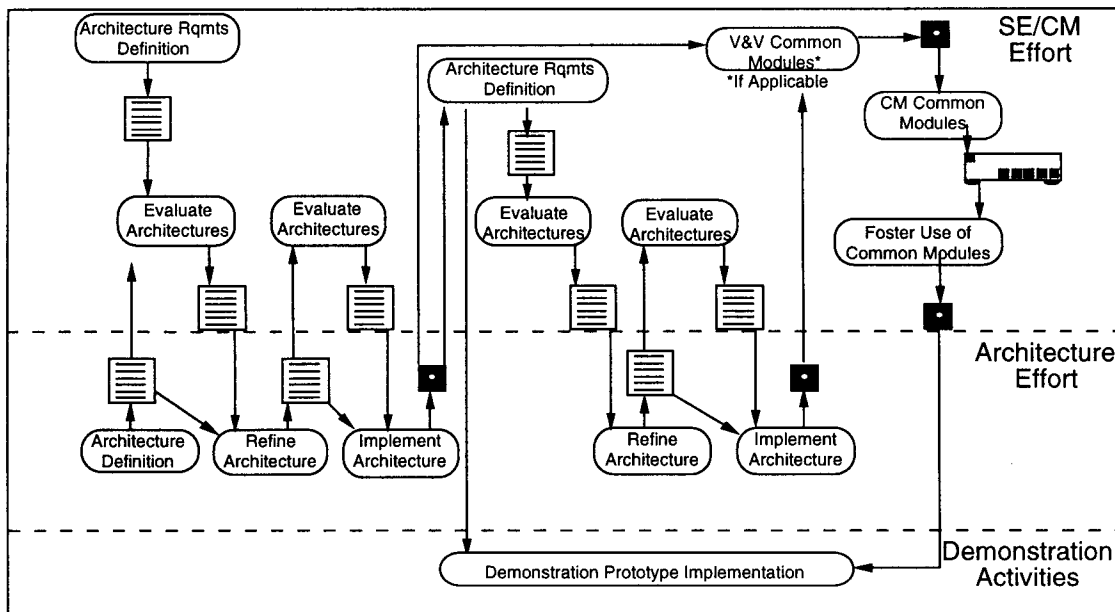 Architecture Rqmts
Definition
V&V Common
Modules*
*If Applicable
SE/CM
Effort
Architecture Rqmts
Definition
CM Common
Modules
Evaluate
Architectures
Evaluate
Architectures
Evaluate
Architectures
Evaluate
Architectures
Foster Use of
Common Modules
Architecture
Effort
Architecture
Definition
Refine
Architecture
Implement
Architecture
Refine
Architecture
Implement
Architecture
Demonstration Prototype Implementation
Demonstration
Activities